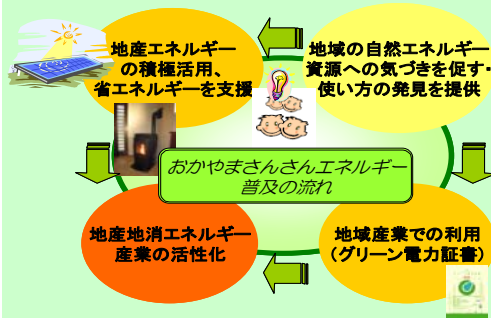 地産エネルギー
の積極活用、
省エネルギーを支援
地域の自然エネルギー
資源への気づきを促す・
使い方の発見を提供
おかやまさんさんエネルギー
普及の流れ
地産地消エネルギー
産業の活性化
地域産業での利用
（グリーン電力証書）